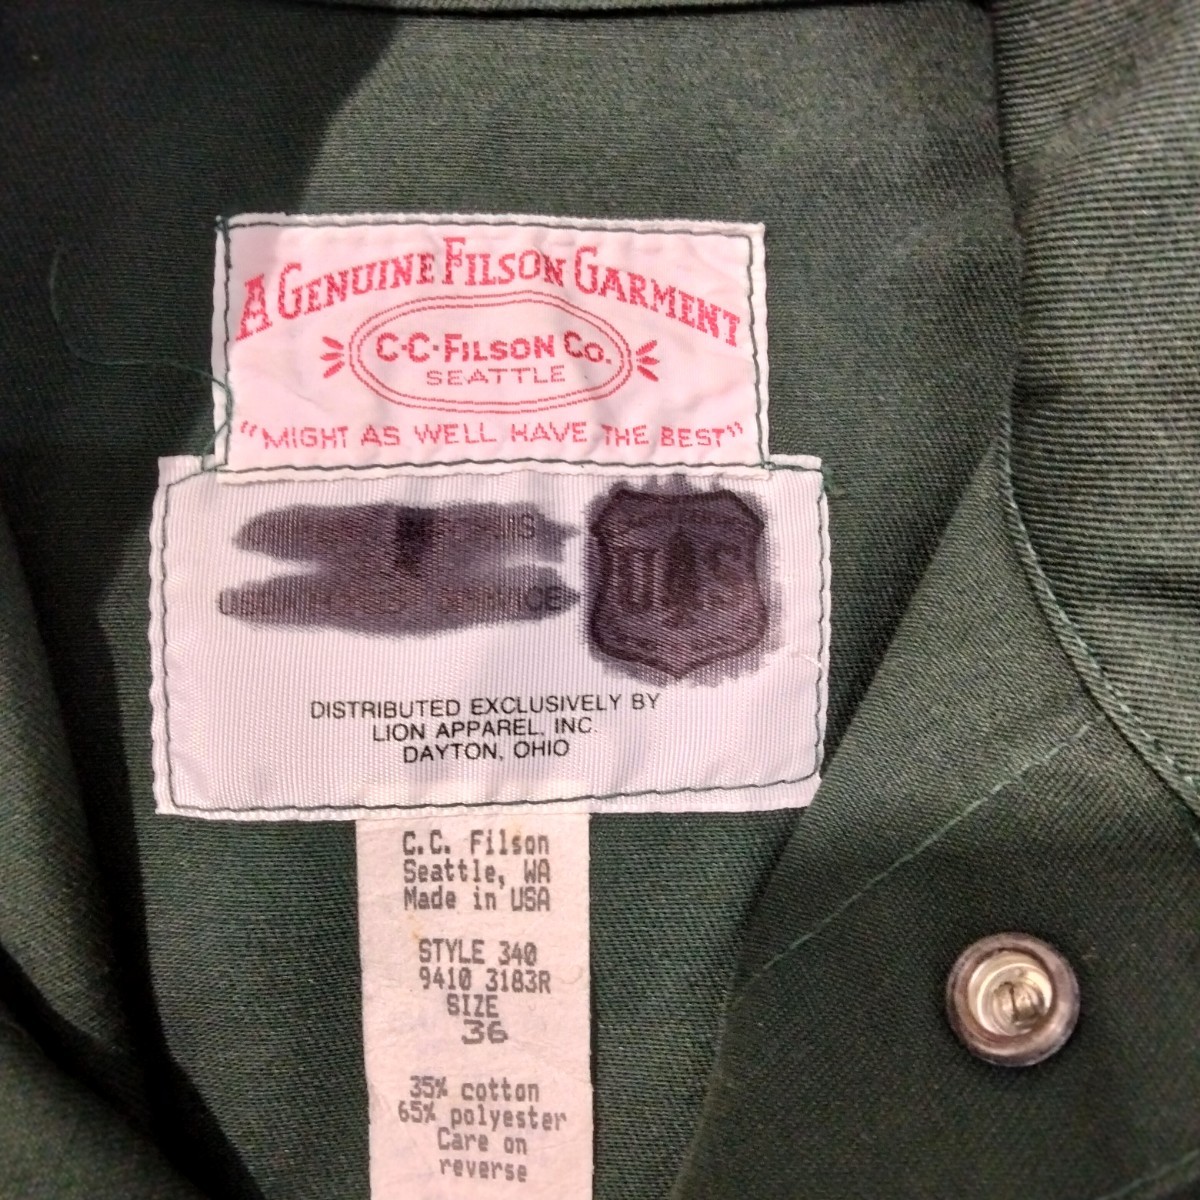 A GENUINE FILSON GARMENT
C·C·FILSON CO.
SEATTLE
"MIGHT AS WELL HAVE THE BEST"
U S
SERVICE
DISTRIBUTED EXCLUSIVELY BY
LION APPAREL, INC.
DAYTON, OHIO
C.C. Filson
Seattle, WA
Made in USA
STYLE 340
9410 3183R
SIZE
36
35% cotton
65% polyester
Care on
reverse